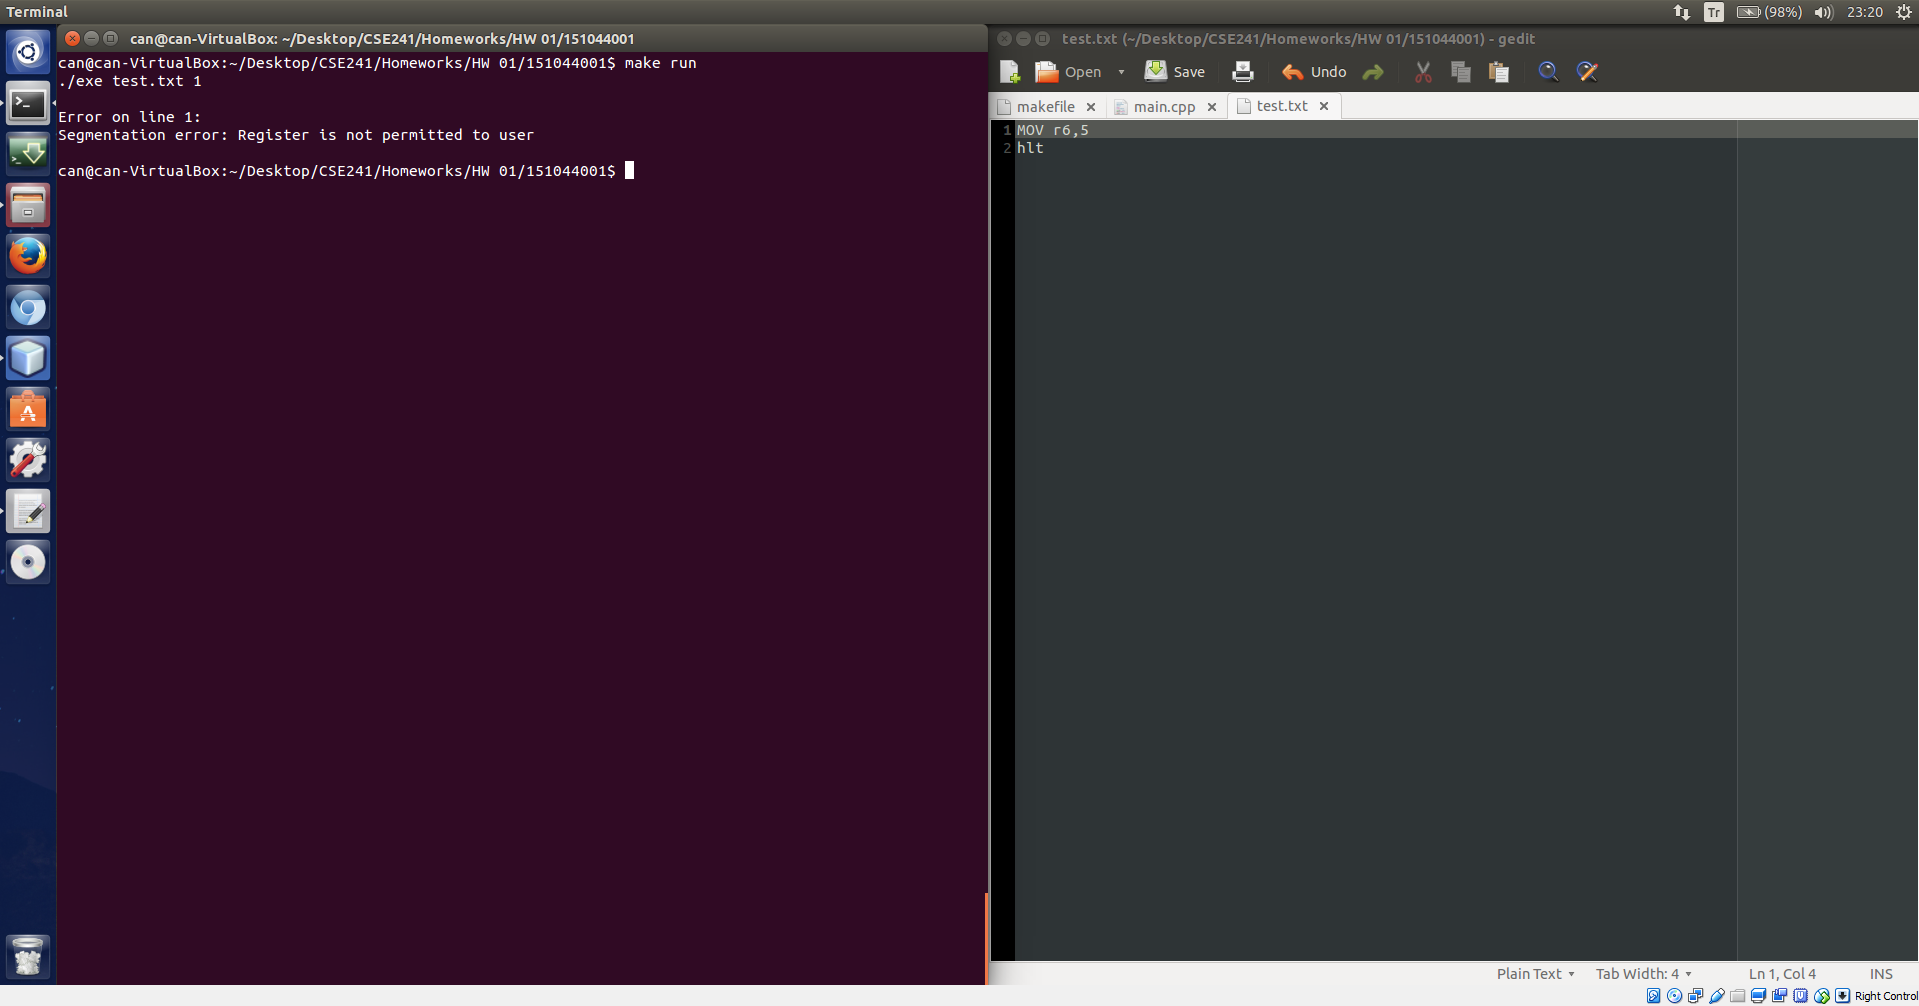 Terminal
Tr (98%) 23:20
can@can-VirtualBox: ~/Desktop/CSE241/Homeworks/HW 01/151044001
can@can-VirtualBox:~/Desktop/CSE241/Homeworks/HW 01/151044001$ make run
./exe test.txt 1
Error on line 1:
Segmentation error: Register is not permitted to user
can@can-VirtualBox:~/Desktop/CSE241/Homeworks/HW 01/151044001$
test.txt (~/Desktop/CSE241/Homeworks/HW 01/151044001) - gedit
Open Save Undo
makefile main.cpp test.txt
1 MOV r6,5
2 hlt
Plain Text Tab Width: 4 Ln 1, Col 4 INS
Right Control